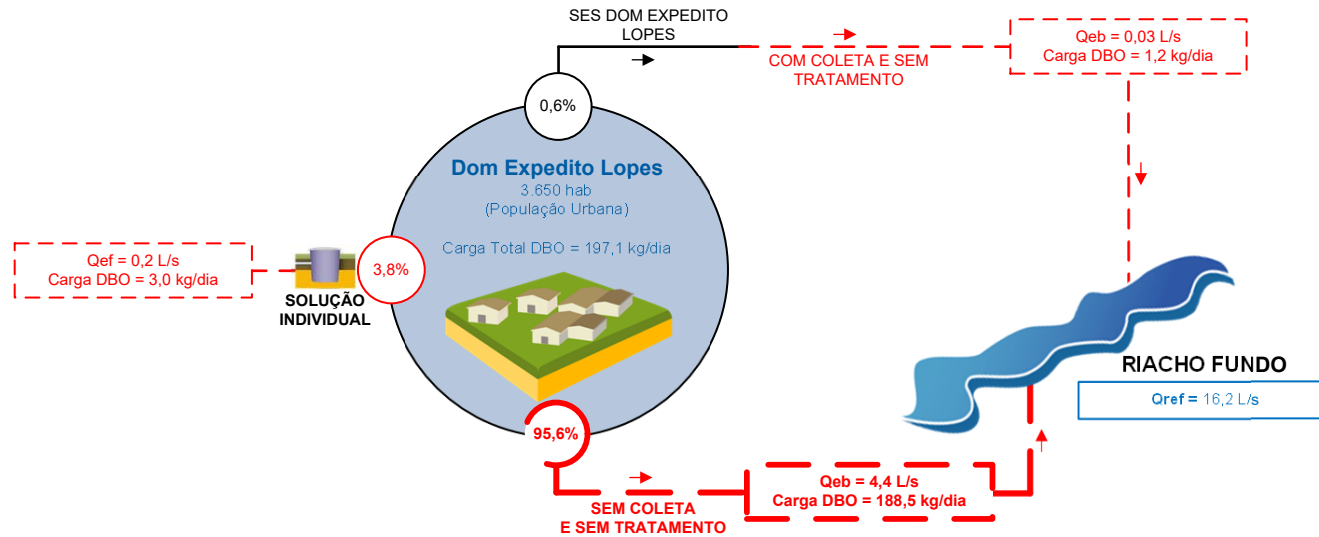 SES DOM EXPEDITO
LOPES
COM COLETA E SEM
TRATAMENTO
Qeb = 0,03 L/s
Carga DBO = 1,2 kg/dia
0,6%
Dom Expedito Lopes
3.650 hab
(População Urbana)
Carga Total DBO = 197,1 kg/dia
Qef = 0,2 L/s
Carga DBO = 3,0 kg/dia
SOLUÇÃO
INDIVIDUAL
3,8%
RIACHO FUNDO
Qref = 16,2 L/s
95,6%
SEM COLETA
E SEM TRATAMENTO
Qeb = 4,4 L/s
Carga DBO = 188,5 kg/dia